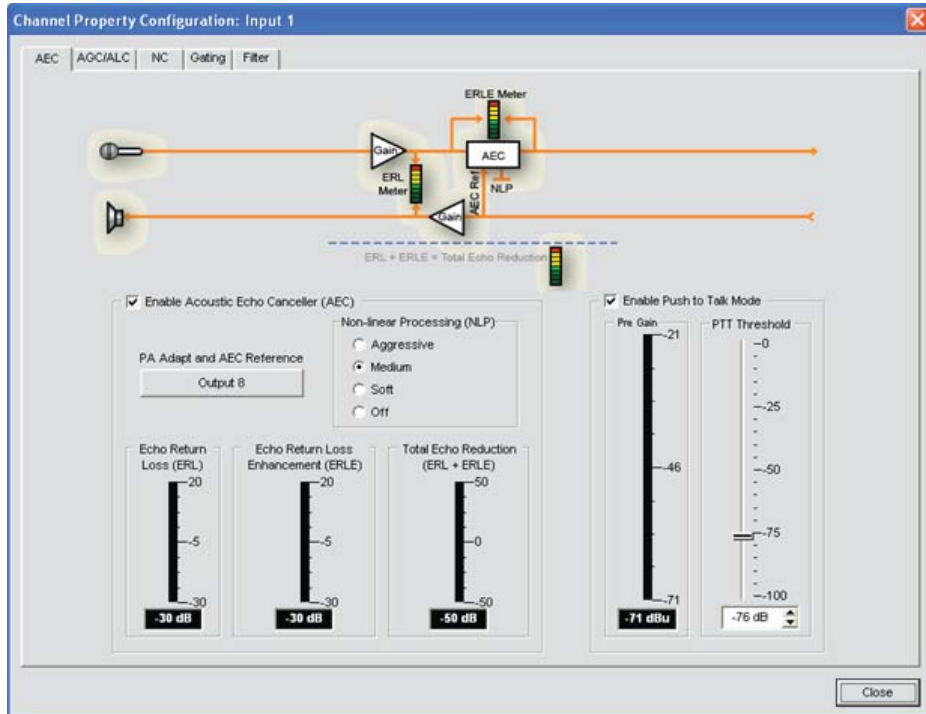 Channel Property Configuration: Input 1
AEC AGC/ALC NC Gating Filter
ERLE Meter
Gain
AEC
ERL
Meter
AEC Ref
NLP
Gain
ERL + ERLE = Total Echo Reduction
Enable Acoustic Echo Canceller (AEC)
Non-linear Processing (NLP)
Aggressive
PA Adapt and AEC Reference
Medium
Output 8
Soft
Off
Echo Return
Loss (ERL)
20
-5
-30
-30 dB
Echo Return Loss
Enhancement (ERLE)
20
-5
-30
-30 dB
Total Echo Reduction
(ERL + ERLE)
50
0
-50
-50 dB
Enable Push to Talk Mode
Pre Gain
-21
-46
-71
-71 dBu
PTT Threshold
-0
-25
-50
-75
-100
-76 dB
Close